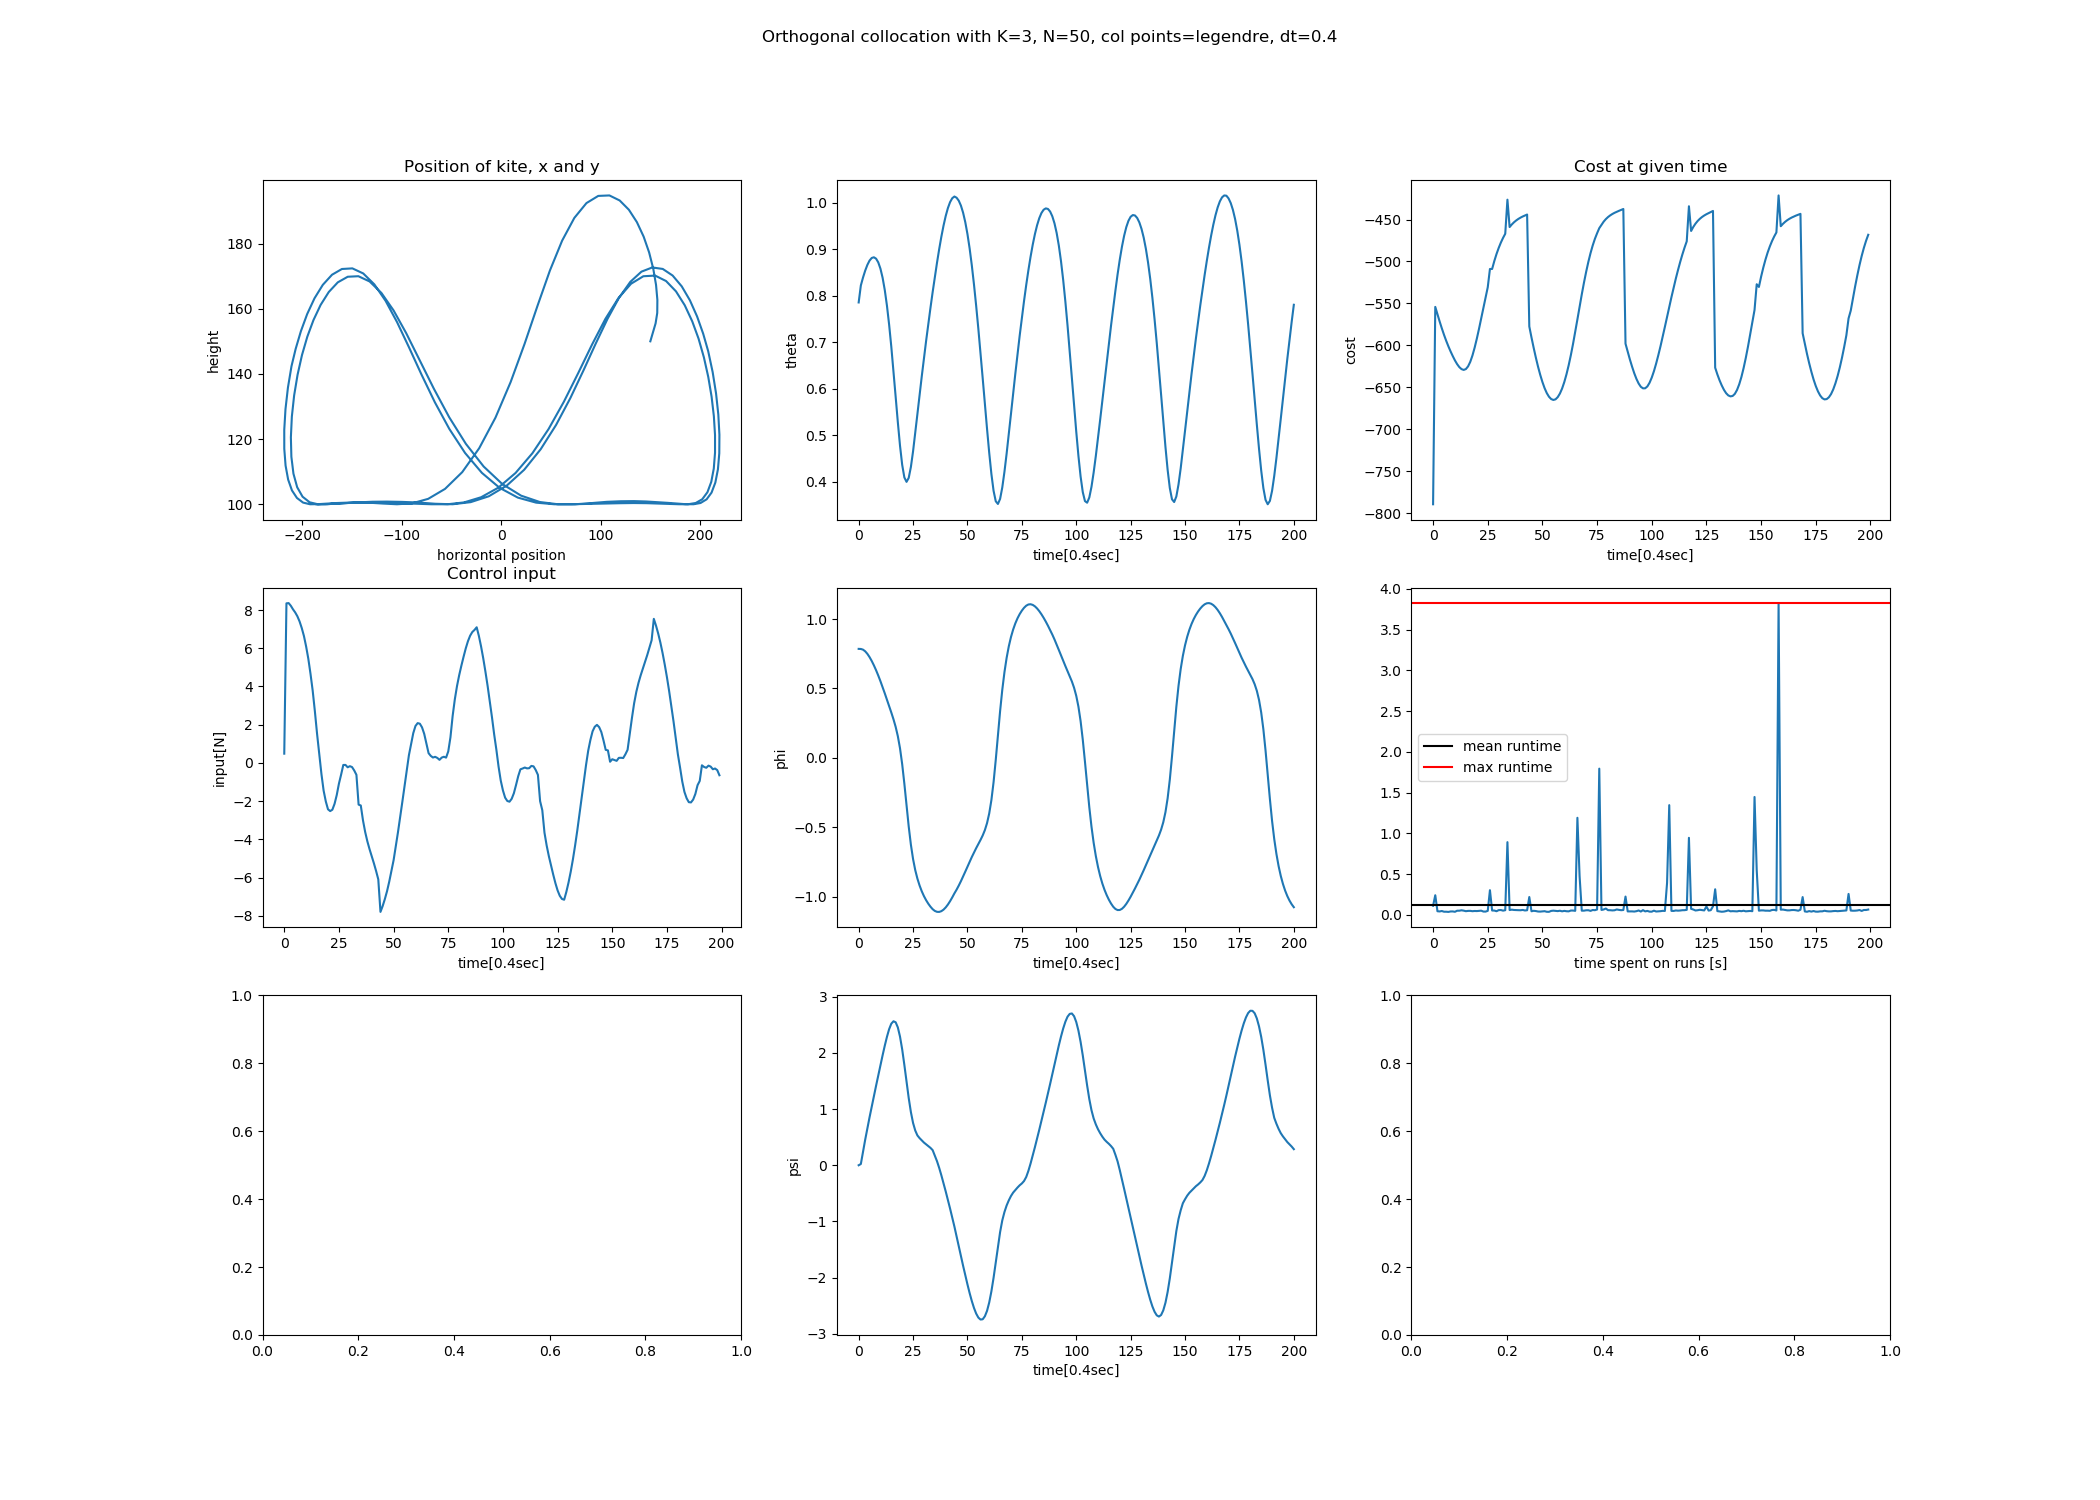 Orthogonal collocation with K=3, N=50, col points=legendre, dt=0.4
Position of kite, x and y
height
180
160
140
120
100
−200 −100 0 100 200
horizontal position
theta
1.0
0.9
0.8
0.7
0.6
0.5
0.4
0 25 50 75 100 125 150 175 200
time[0.4sec]
Cost at given time
cost
−450
−500
−550
−600
−650
−700
−750
−800
0 25 50 75 100 125 150 175 200
time[0.4sec]
Control input
input[N]
8
6
4
2
0
−2
−4
−6
−8
0 25 50 75 100 125 150 175 200
time[0.4sec]
phi
1.0
0.5
0.0
−0.5
−1.0
0 25 50 75 100 125 150 175 200
time[0.4sec]
4.0
3.5
3.0
2.5
2.0
1.5
1.0
0.5
0.0
mean runtime
max runtime
0 25 50 75 100 125 150 175 200
time spent on runs [s]
1.0
0.8
0.6
0.4
0.2
0.0
0.0 0.2 0.4 0.6 0.8 1.0
psi
3
2
1
0
−1
−2
−3
0 25 50 75 100 125 150 175 200
time[0.4sec]
1.0
0.8
0.6
0.4
0.2
0.0
0.0 0.2 0.4 0.6 0.8 1.0